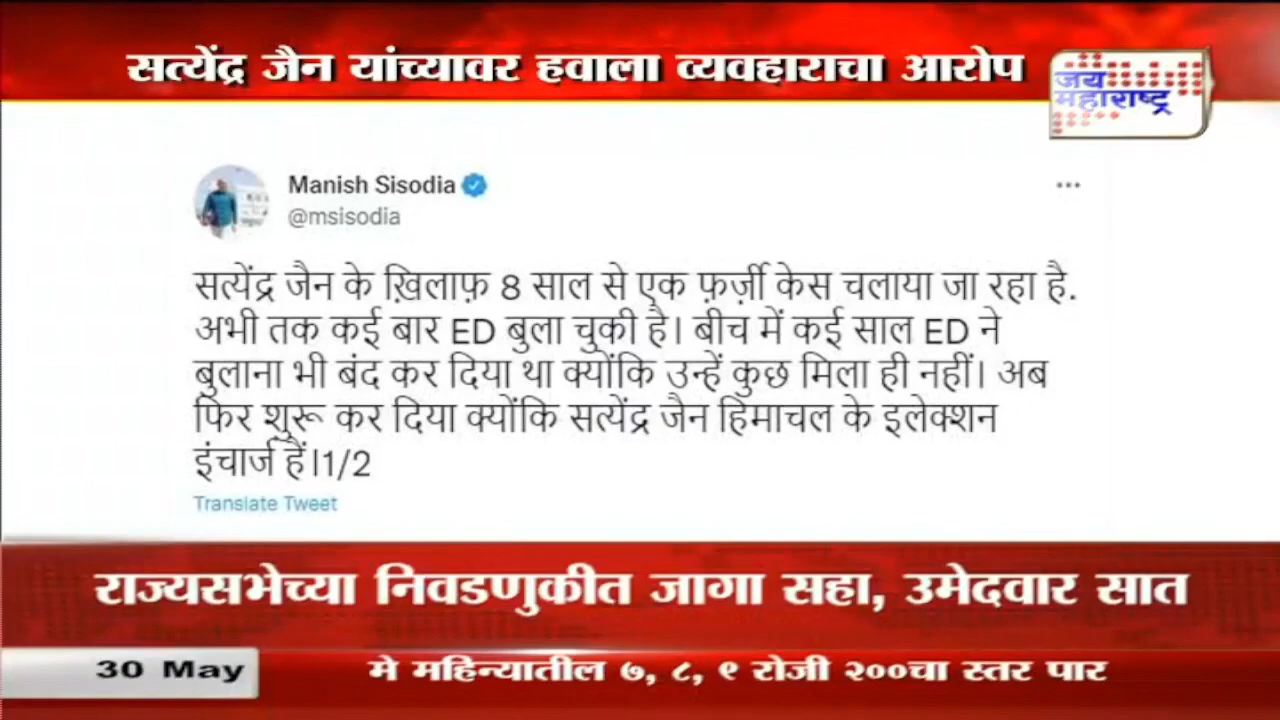 सत्येंद्र जैन यांच्यावर हवाला व्यवहाराचा आरोप
जय
महाराष्ट्र
Manish Sisodia
@msisodia
सत्येंद्र जैन के ख़िलाफ़ 8 साल से एक फ़र्ज़ी केस चलाया जा रहा है.
अभी तक कई बार ED बुला चुकी है। बीच में कई साल ED ने
बुलाना भी बंद कर दिया था क्योंकि उन्हें कुछ मिला ही नहीं। अब
फिर शुरू कर दिया क्योंकि सत्येंद्र जैन हिमाचल के इलेक्शन
इंचार्ज हैं।1/2
Translate Tweet
राज्यसभेच्या निवडणुकीत जागा सहा, उमेदवार सात
30 May
मे महिन्यातील ७, ८, ९ रोजी २००चा स्तर पार